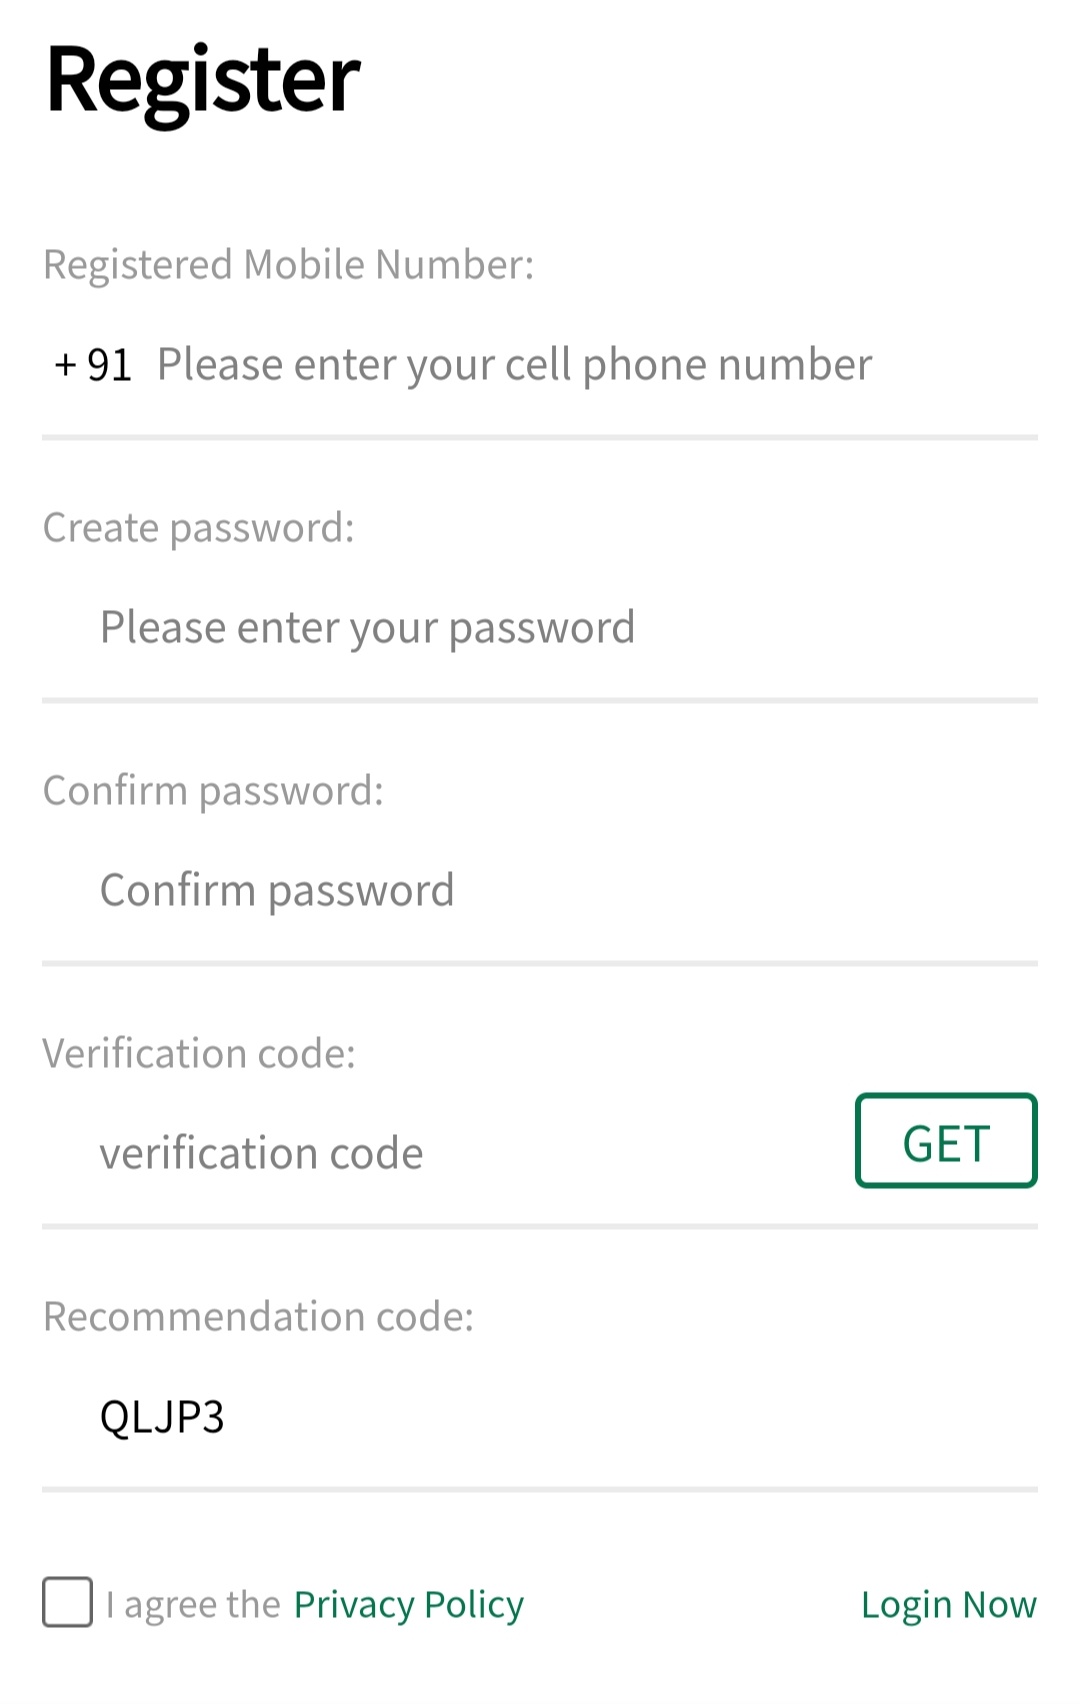 Register
Registered Mobile Number:
+ 91 Please enter your cell phone number
Create password:
Please enter your password
Confirm password:
Confirm password
Verification code:
verification code GET
Recommendation code:
QLJP3
I agree the Privacy Policy Login Now